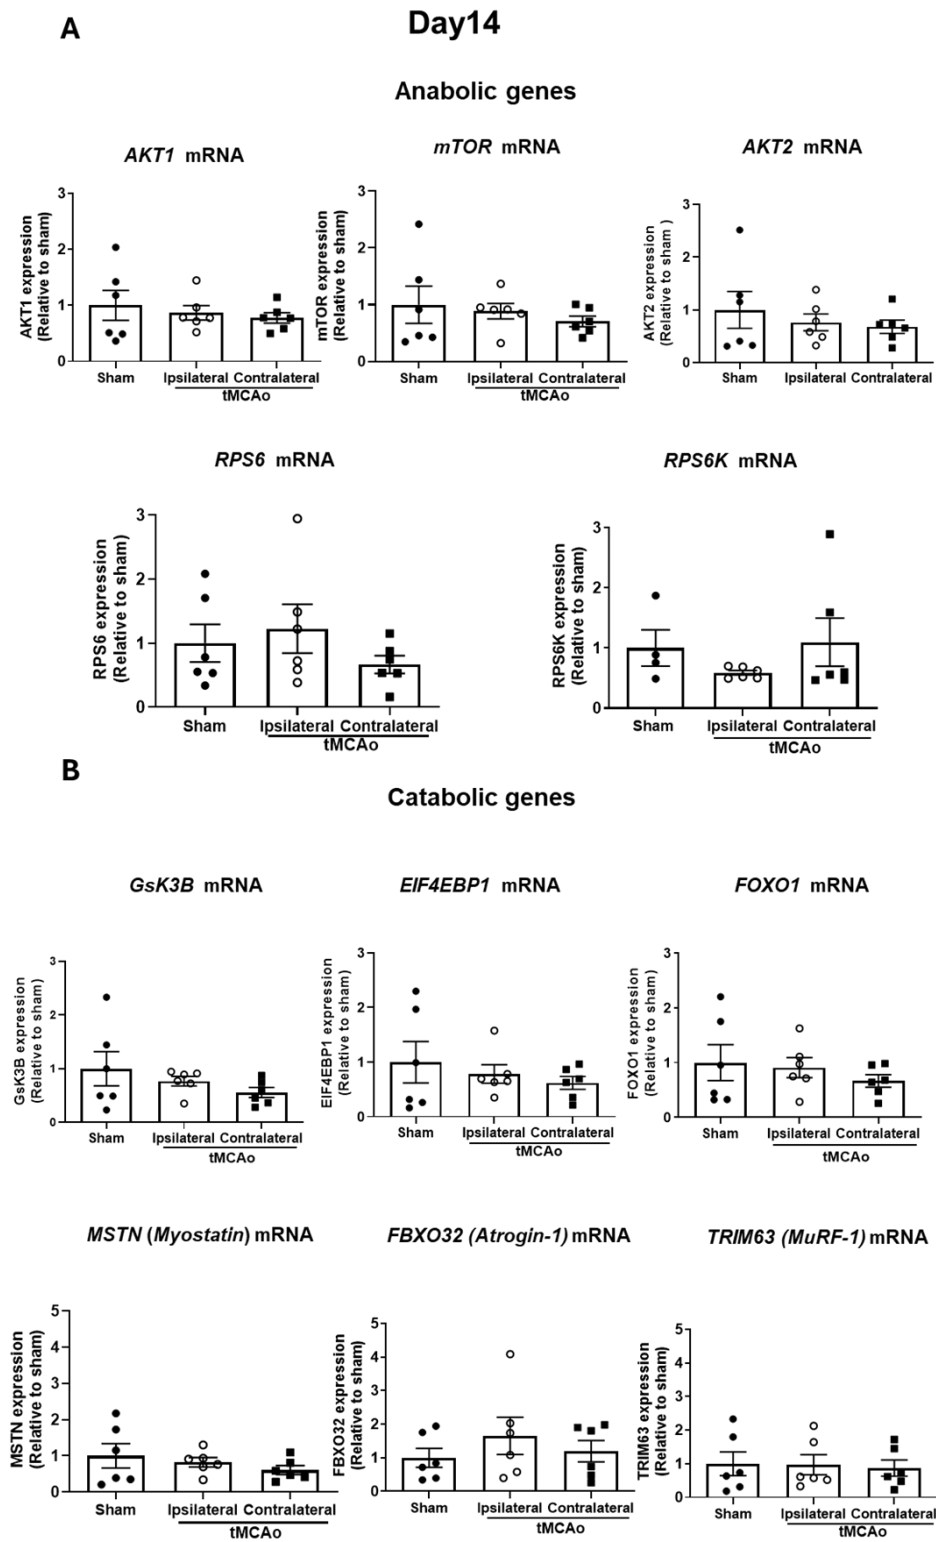 A
Day14
Anabolic genes
AKT1 mRNA
mTOR mRNA
AKT2 mRNA
AKT1 expression
(Relative to sham)
3
2
1
0
Sham
Ipsilateral
Contralateral
tMCAo
mTOR expression
(Relative to sham)
3
2
1
0
Sham
Ipsilateral
Contralateral
tMCAo
AKT2 expression
(Relative to sham )
3
2
1
0
Sham
Ipsilateral
Contralateral
tMCAo
RPS6 mRNA
RPS6K mRNA
RPS6 expression
(Relative to sham)
3
2
1
0
Sham
Ipsilateral
Contralateral
tMCAo
RPS6K expression
(Relative to sham)
3
2
1
0
Sham
Ipsilateral
Contralateral
tMCAo
B
Catabolic genes
GsK3B mRNA
EIF4EBP1 mRNA
FOXO1 mRNA
GsK3B expression
(Relative to sham)
3
2
1
0
Sham
Ipsilateral
Contralateral
tMCAo
EIF4EBP1 expression
(Relative to sham)
3
2
1
0
Sham
Ipsilateral
Contralateral
tMCAo
FOXO1 expression
(Relative to sham)
3
2
1
0
Sham
Ipsilateral
Contralateral
tMCAo
MSTN (Myostatin) mRNA
FBXO32 (Atrogin-1) mRNA
TRIM63 (MuRF-1) mRNA
MSTN expression
(Relative to sham)
5
4
3
2
1
0
Sham
Ipsilateral
Contralateral
tMCAo
FBXO32 expression
(Relative to sham)
5
4
3
2
1
0
Sham
Ipsilateral
Contralateral
tMCAo
TRIM63 expression
(Relative to sham)
5
4
3
2
1
0
Sham
Ipsilateral
Contralateral
tMCAo